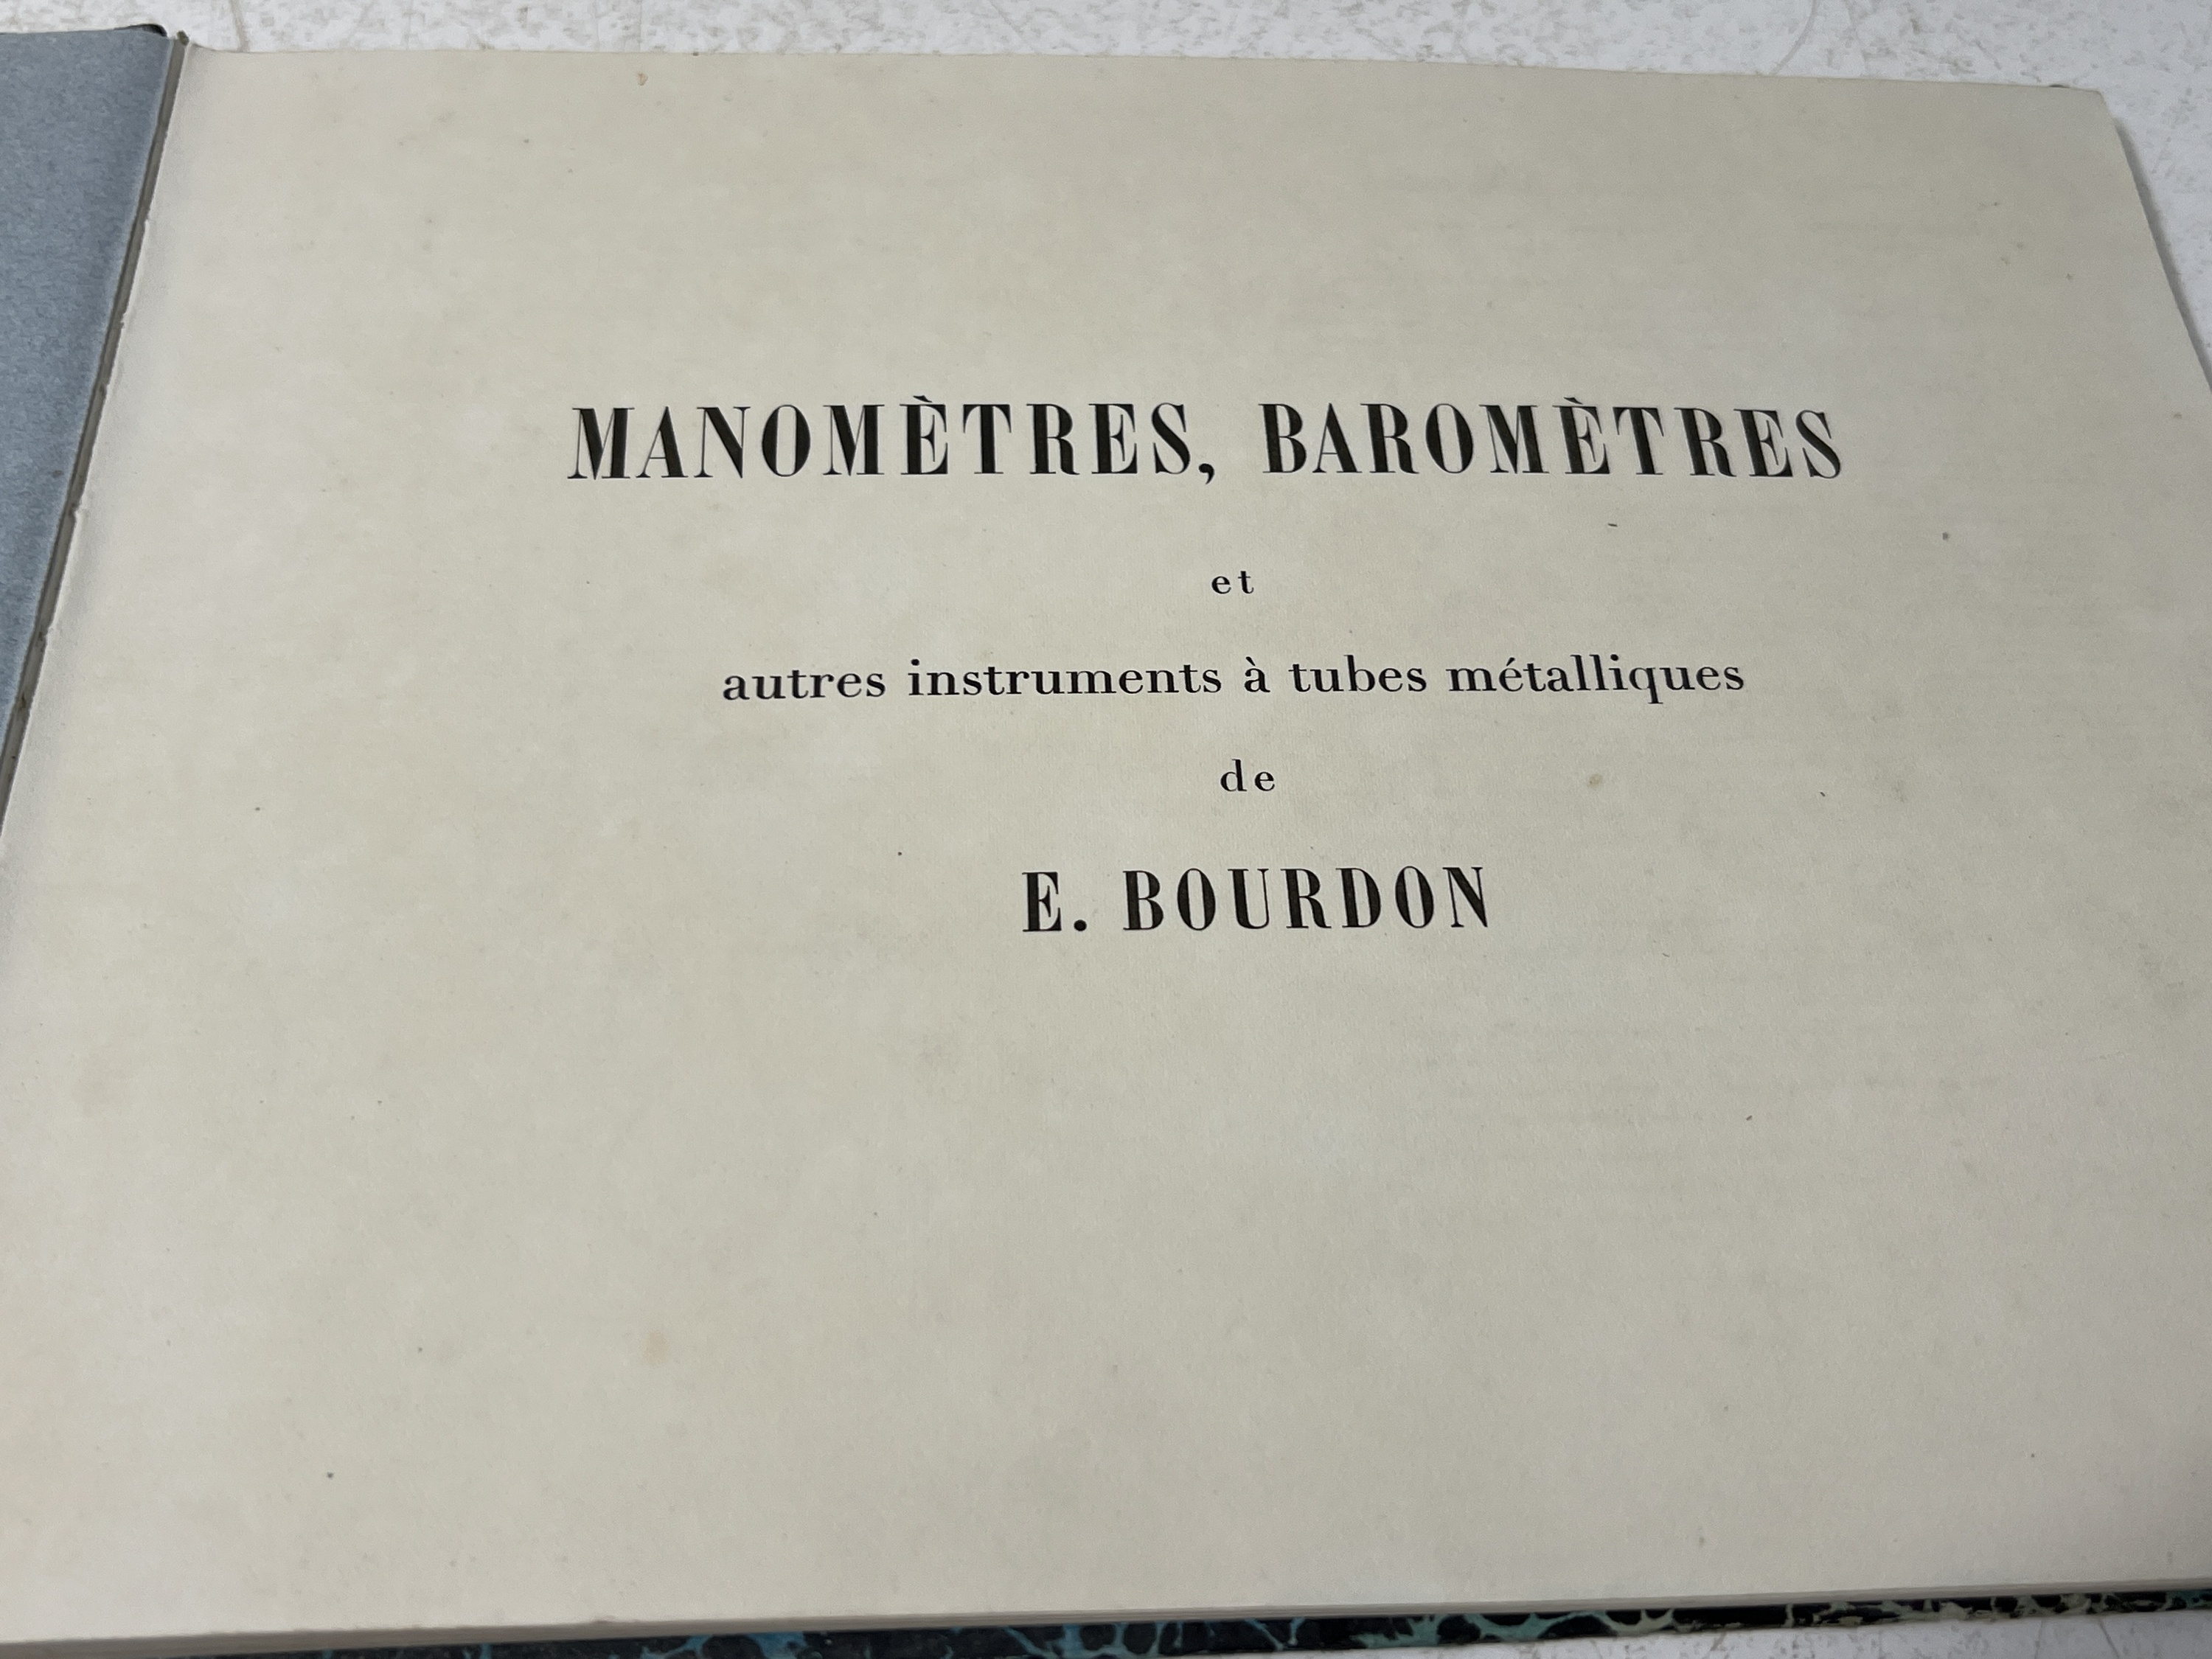 MANOMÈTRES, BAROMÈTRES
et
autres instruments à tubes métalliques
de
E. BOURDON